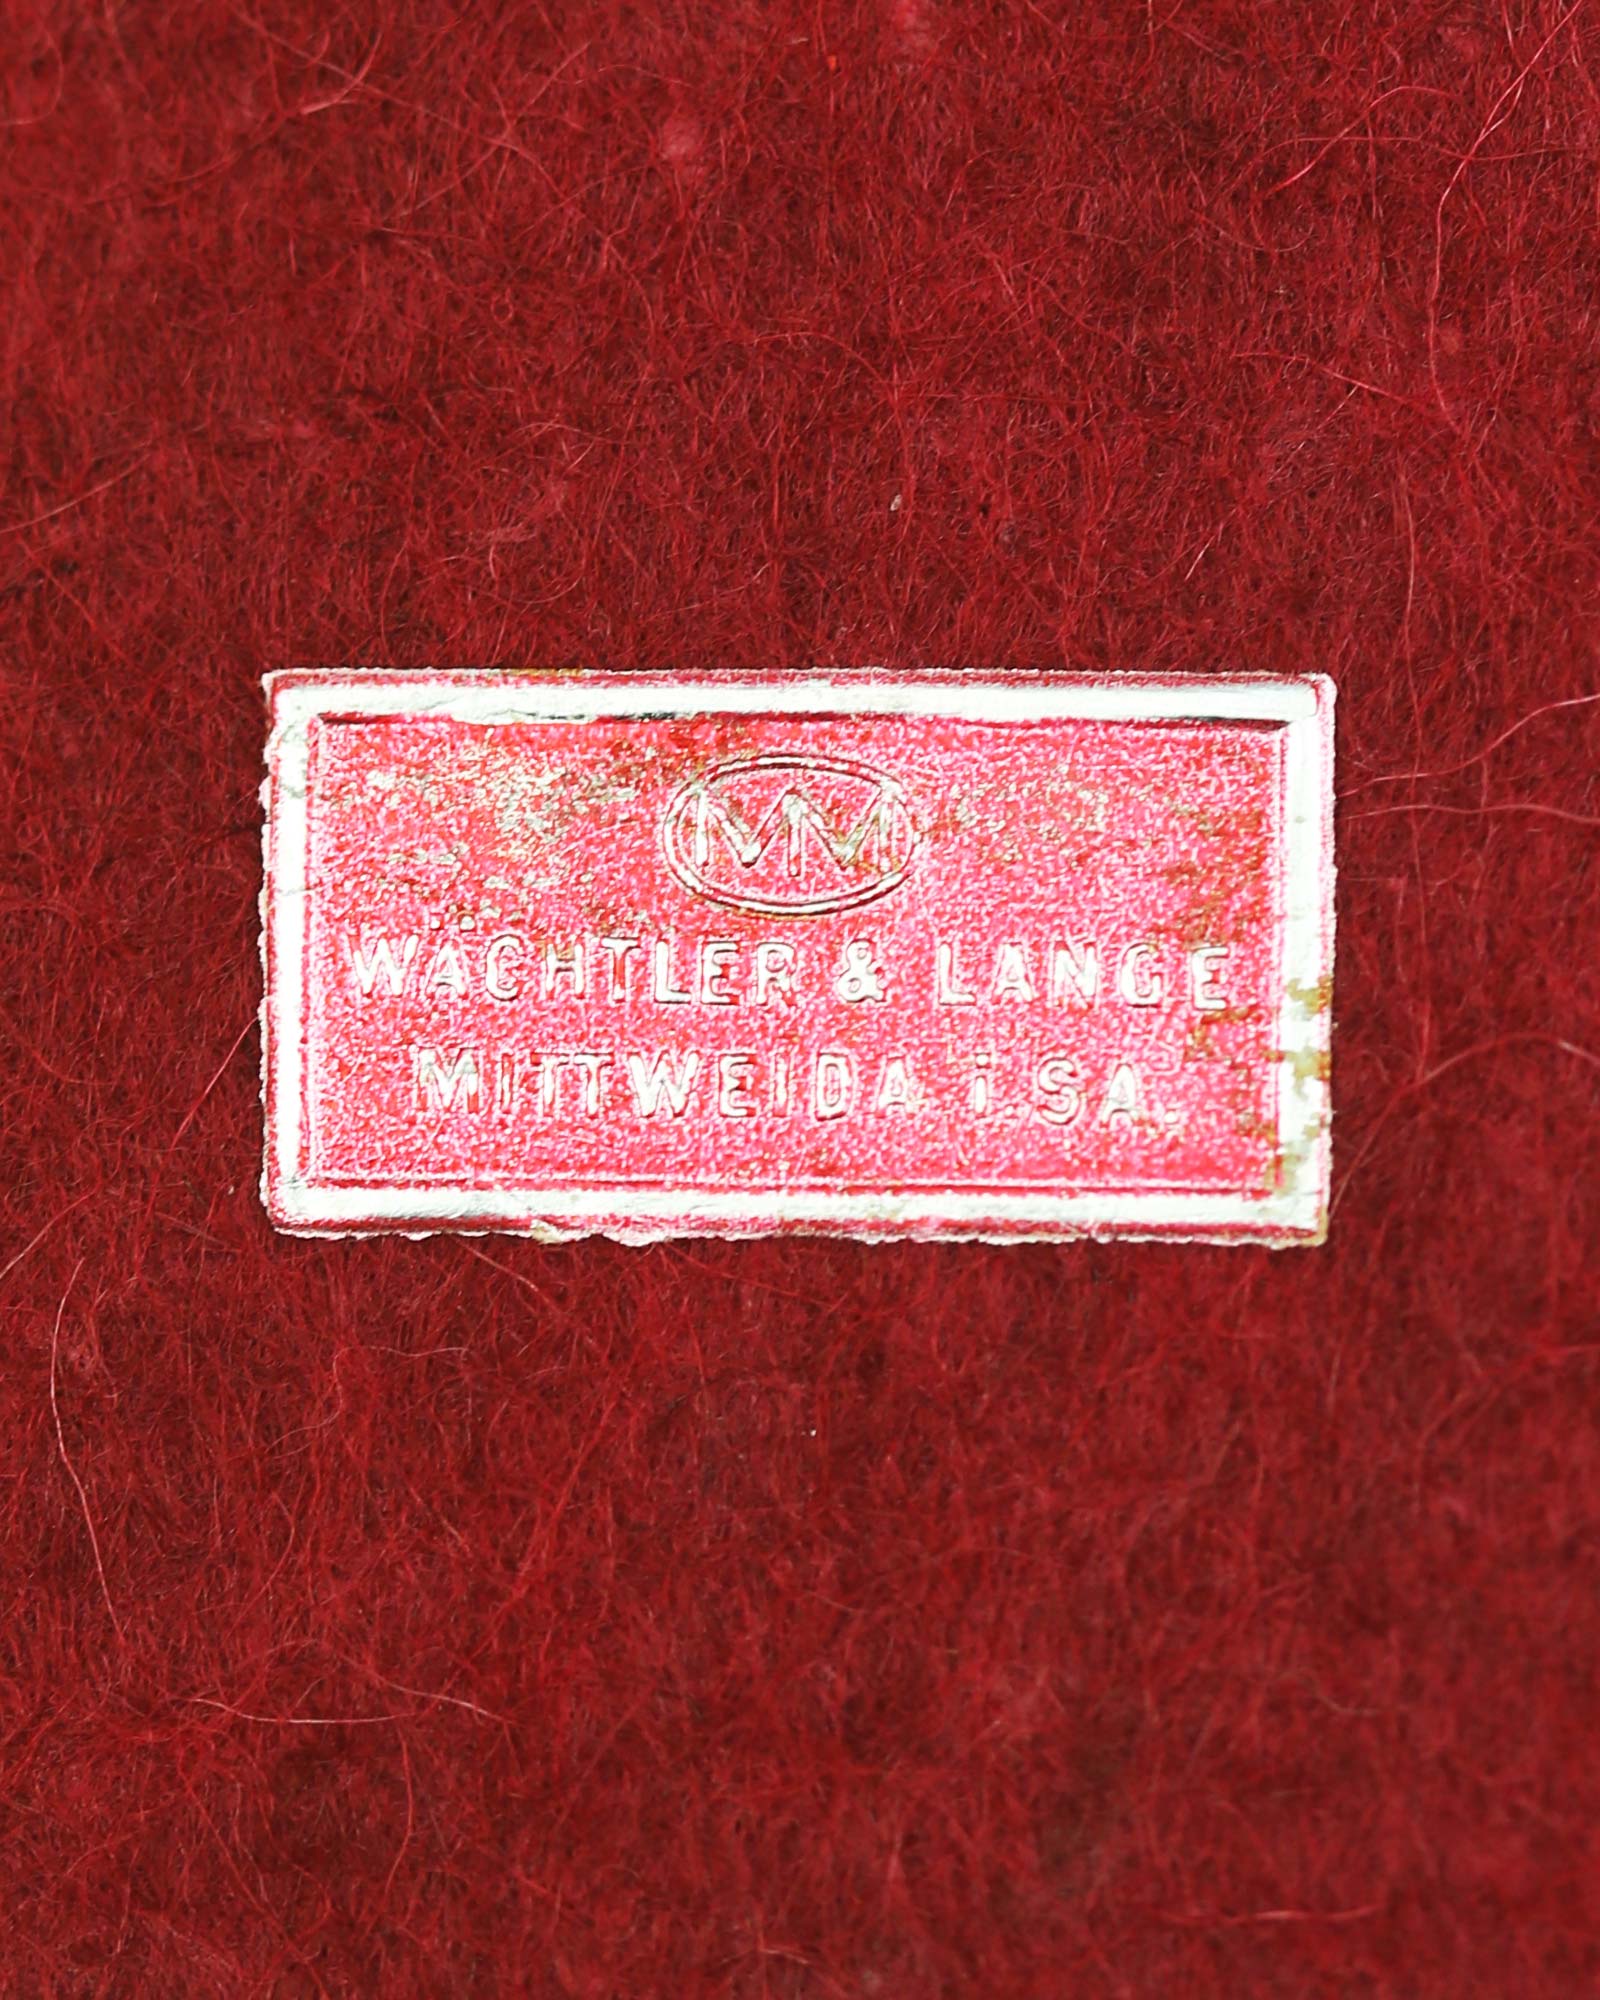 MM
WÄCHTLER & LANGE
MITTWEIDA i. SA.